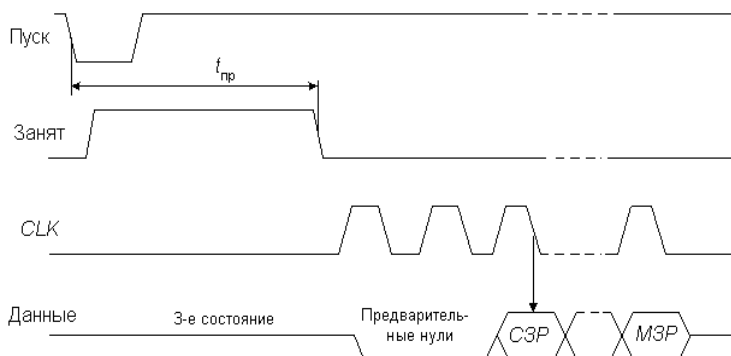 Пуск
tпр
Занят
CLK
Данные
3-е состояние
Предваритель-
ные нули
СЗР
МЗР